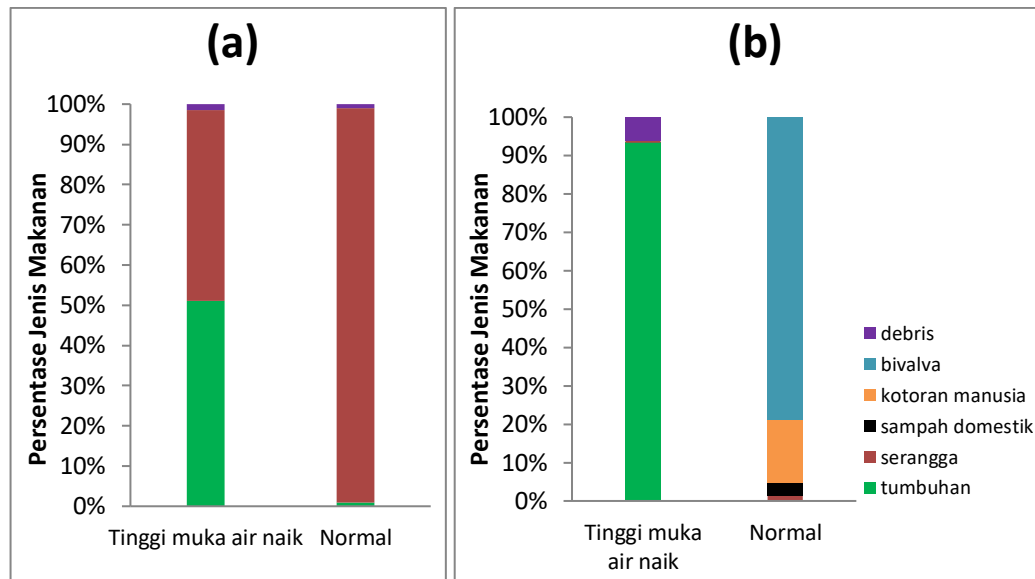 (a)
Persentase Jenis Makanan
100%
90%
80%
70%
60%
50%
40%
30%
20%
10%
0%
Tinggi muka air naik
Normal
(b)
Persentase Jenis Makanan
100%
90%
80%
70%
60%
50%
40%
30%
20%
10%
0%
Tinggi muka
air naik
Normal
debris
bivalva
kotoran manusia
sampah domestik
serangga
tumbuhan